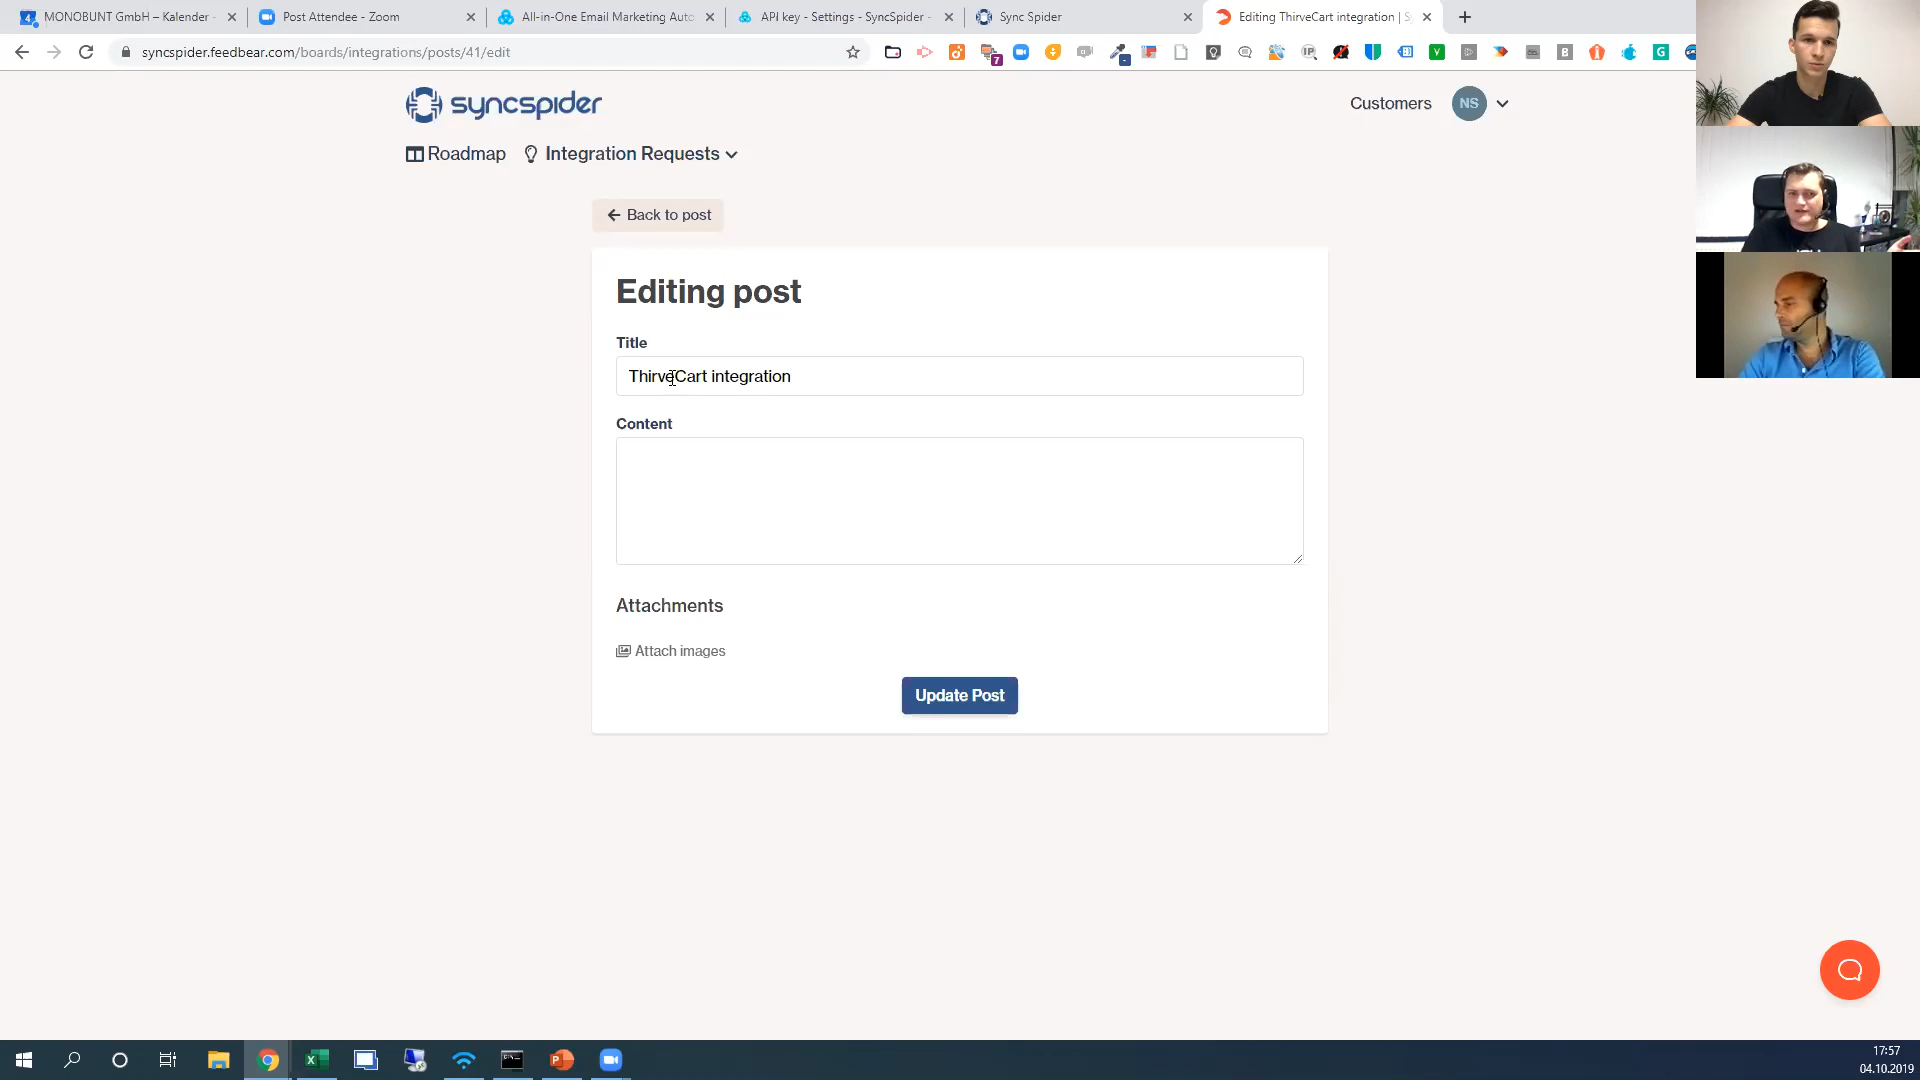 MONOBUNT GmbH – Kalender -
Post Attendee - Zoom
All-in-One Email Marketing Auto
API key - Settings - SyncSpider -
Sync Spider
Editing ThirveCart integration | S
syncspider.feedbear.com/boards/integrations/posts/41/edit
syncspider
Customers
NS
Roadmap
Integration Requests
Back to post
Editing post
Title
ThirveCart integration
Content
Attachments
Attach images
Update Post
17:57
04.10.2019